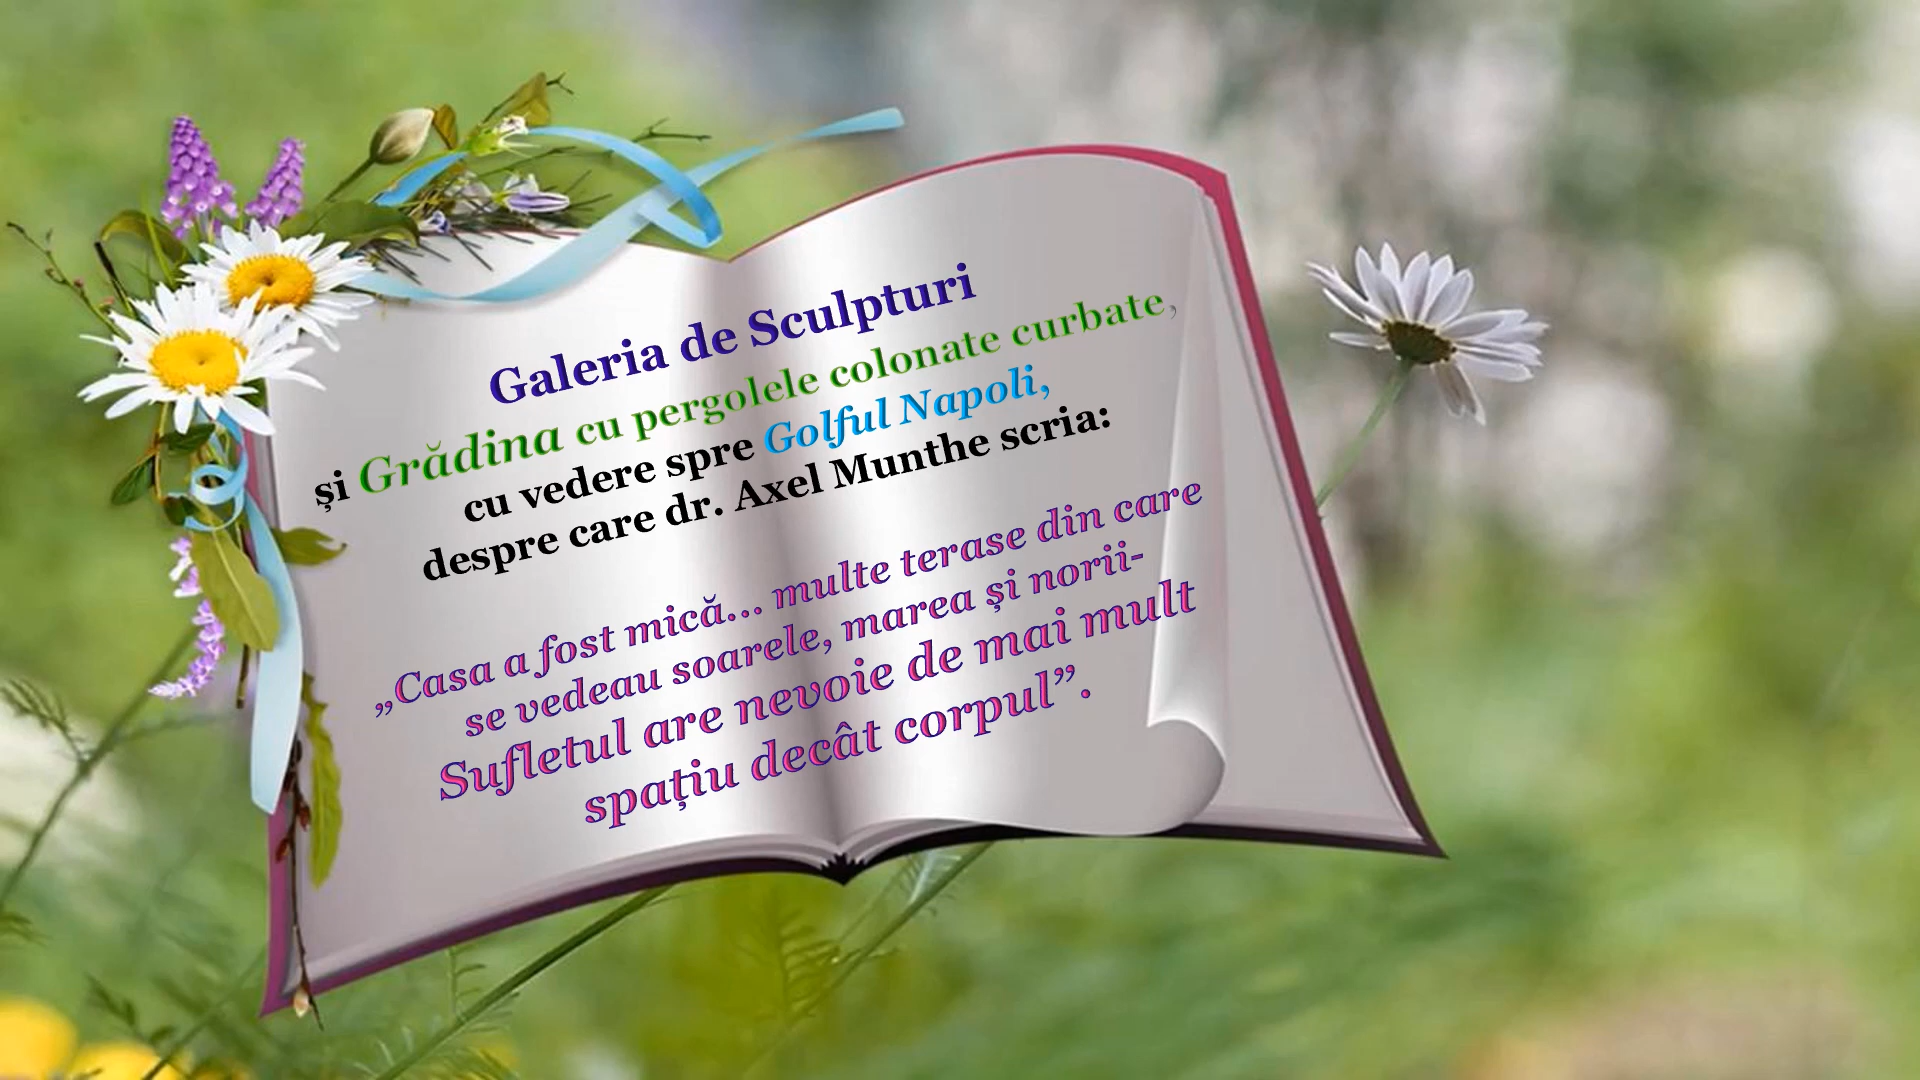 Galeria de Sculpturi
și Grădina cu pergolele colonate curbate,
cu vedere spre Golful Napoli,
despre care dr. Axel Munthe scria:
„Casa a fost mică... multe terase din care
se vedeau soarele, marea și norii-
Sufletul are nevoie de mai mult
spațiu decât corpul”.